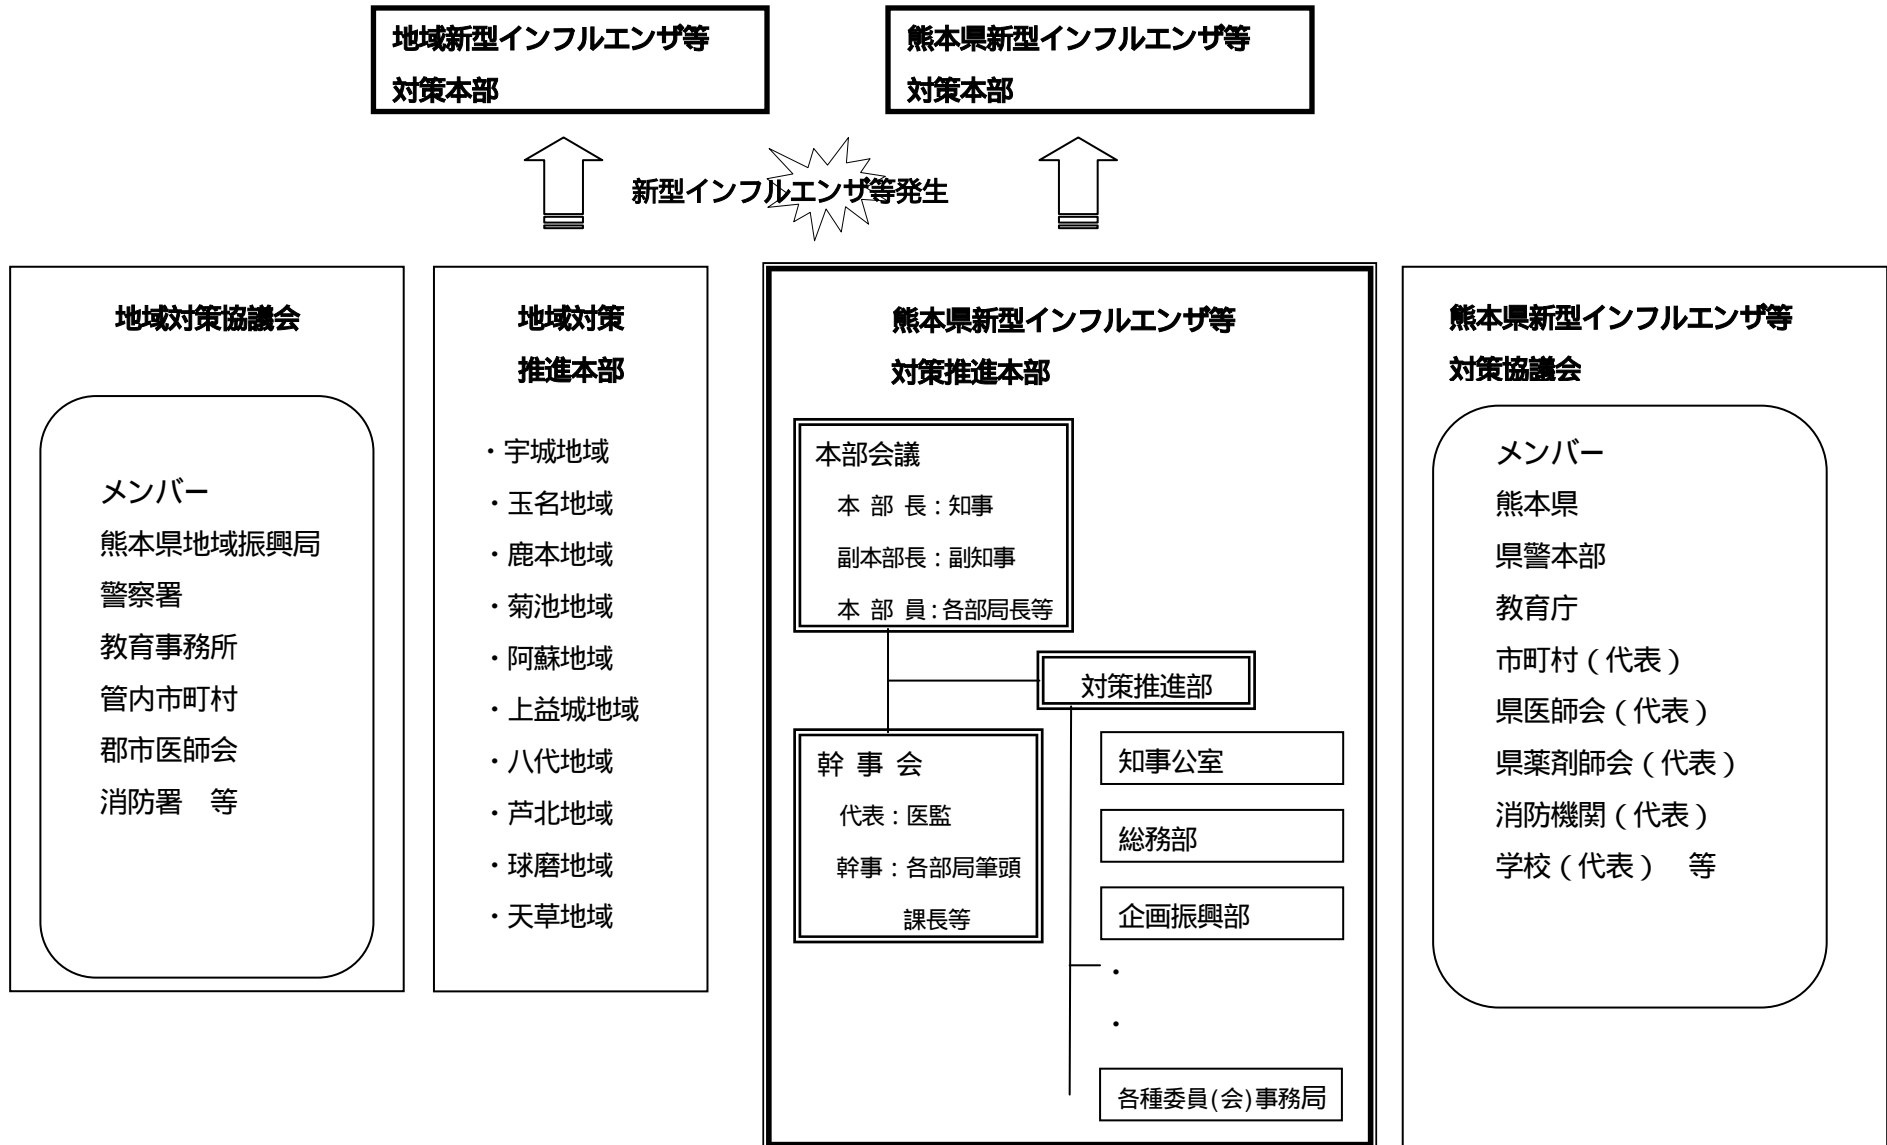 地域新型インフルエンザ等
対策本部
熊本県新型インフルエンザ等
対策本部
新型インフルエンザ等発生
地域対策協議会
メンバー
熊本県地域振興局
警察署
教育事務所
管内市町村
郡市医師会
消防署　等
地域対策
推進本部
・宇城地域
・玉名地域
・鹿本地域
・菊池地域
・阿蘇地域
・上益城地域
・八代地域
・芦北地域
・球磨地域
・天草地域
熊本県新型インフルエンザ等
対策推進本部
本部会議
本 部 長：知事
副本部長：副知事
本 部 員：各部局長等
対策推進部
幹 事 会
代表：医監
幹事：各部局筆頭
課長等
知事公室
総務部
企画振興部
・
・
各種委員(会)事務局
熊本県新型インフルエンザ等
対策協議会
メンバー
熊本県
県警本部
教育庁
市町村（代表）
県医師会（代表）
県薬剤師会（代表）
消防機関（代表）
学校（代表）　等